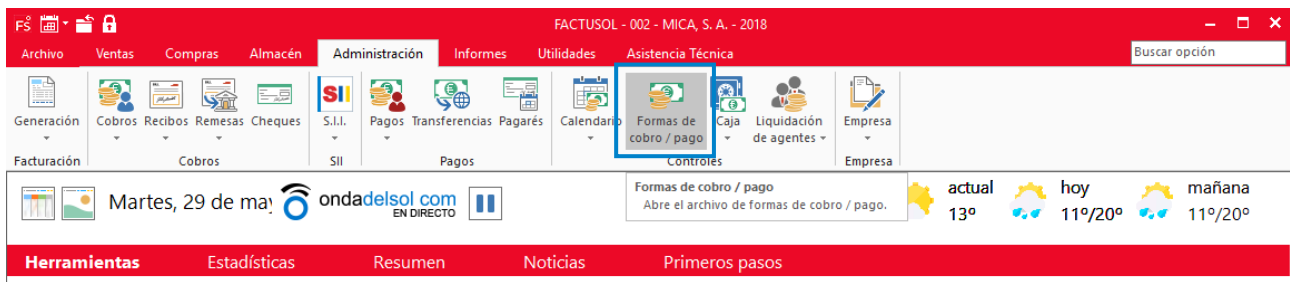 FS FACTUSOL - 002 - MICA, S. A. - 2018
Archivo Ventas Compras Almacén Administración Informes Utilidades Asistencia Técnica Buscar opción
Generación Cobros Recibos Remesas Cheques S.I.I. Pagos Transferencias Pagarés Calendario Formas de cobro / pago Caja Liquidación de agentes Empresa
Facturación Cobros SII Pagos Controles Empresa
Martes, 29 de may ondadelsol com EN DIRECTO
Formas de cobro / pago
Abre el archivo de formas de cobro / pago.
actual hoy mañana
13º 11º/20º 11º/20º
Herramientas Estadísticas Resumen Noticias Primeros pasos